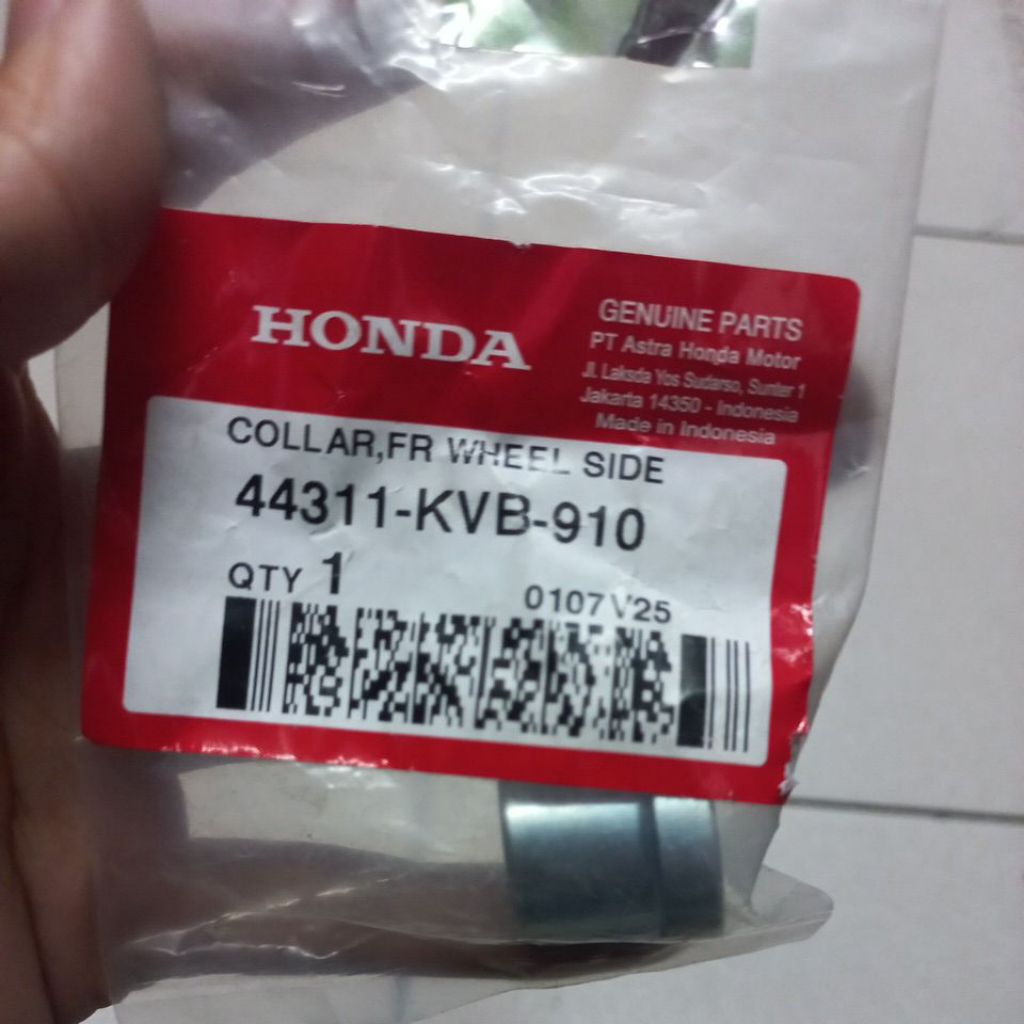 HONDA
GENUINE PARTS
PT Astra Honda Motor
Jl. Laksda Yos Sudarso, Sunter 1
Jakarta 14350 - Indonesia
Made in Indonesia
COLLAR,FR WHEEL SIDE
44311-KVB-910
QTY 1
0107 V25